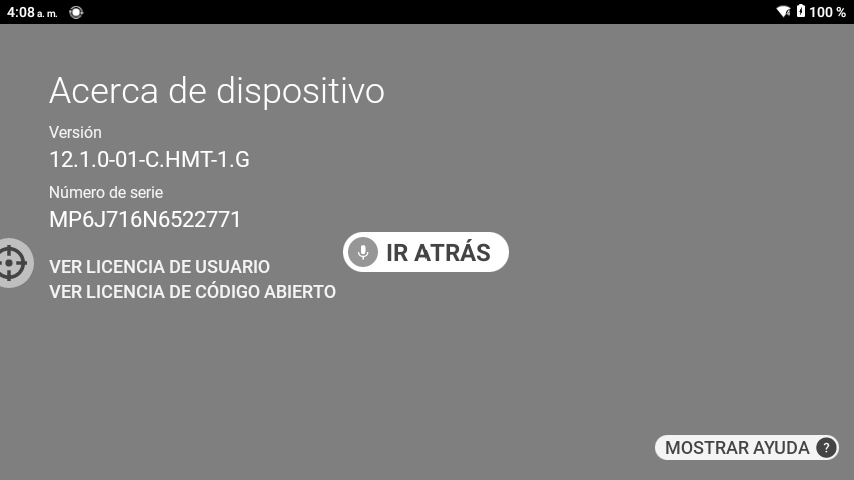 4:08 a. m.
100 %
Acerca de dispositivo
Versión
12.1.0-01-C.HMT-1.G
Número de serie
MP6J716N6522771
IR ATRÁS
VER LICENCIA DE USUARIO
VER LICENCIA DE CÓDIGO ABIERTO
MOSTRAR AYUDA ?